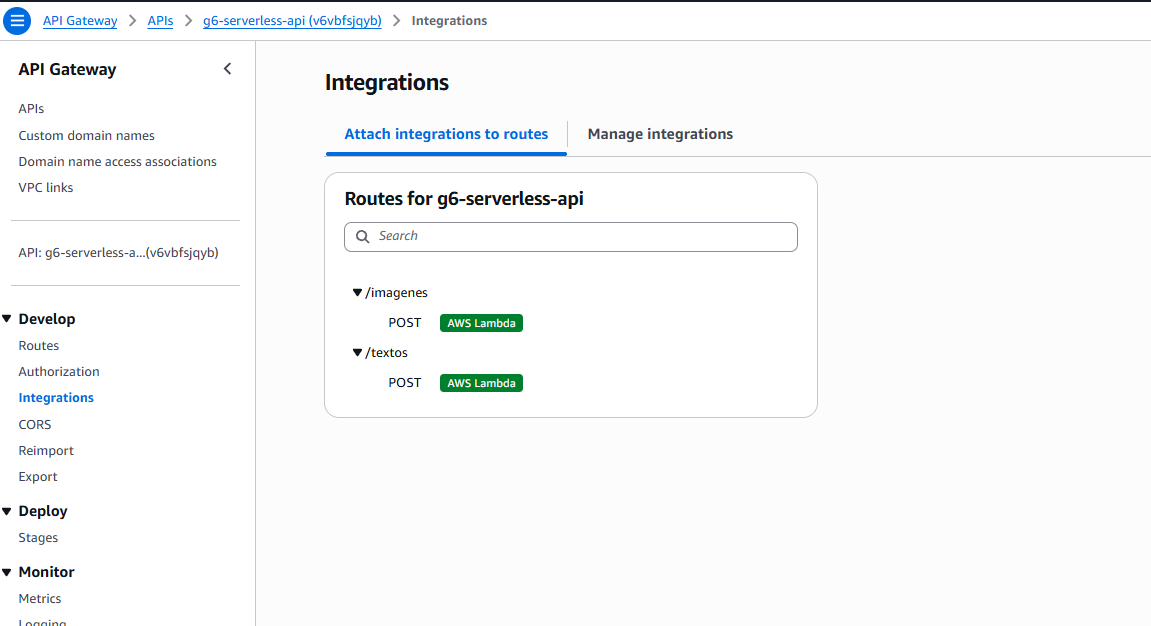 API Gateway > APIs > g6-serverless-api (v6vbfsjqyb) > Integrations
API Gateway
APIs
Custom domain names
Domain name access associations
VPC links
API: g6-serverless-a...(v6vbfsjqyb)
Develop
Routes
Authorization
Integrations
CORS
Reimport
Export
Deploy
Stages
Monitor
Metrics
Logging
Integrations
Attach integrations to routes
Manage integrations
Routes for g6-serverless-api
Search
/imagenes
POST AWS Lambda
/textos
POST AWS Lambda